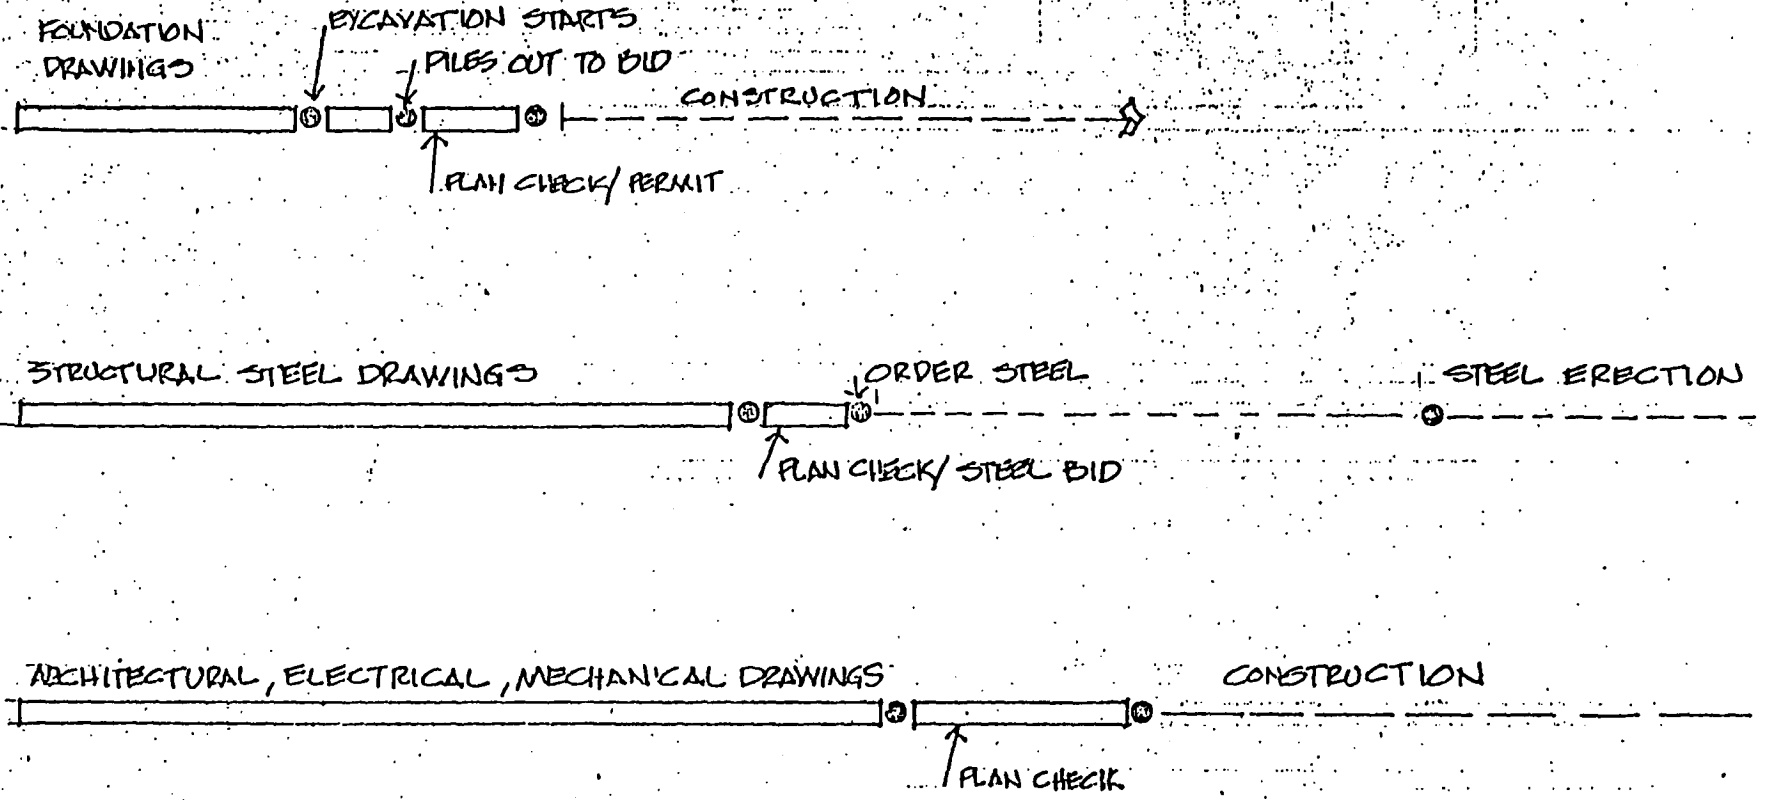 FOUNDATION
DRAWINGS
EXCAVATION STARTS
PILES OUT TO BID
CONSTRUCTION
PLAN CHECK/PERMIT
STRUCTURAL STEEL DRAWINGS
ORDER STEEL
STEEL ERECTION
PLAN CHECK/STEEL BID
ARCHITECTURAL, ELECTRICAL, MECHANICAL DRAWINGS
CONSTRUCTION
PLAN CHECK